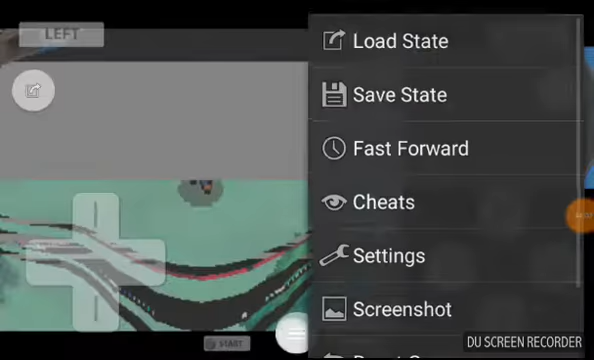 LEFT
Load State
Save State
Fast Forward
Cheats
Settings
Screenshot
DU SCREEN RECORDER
START